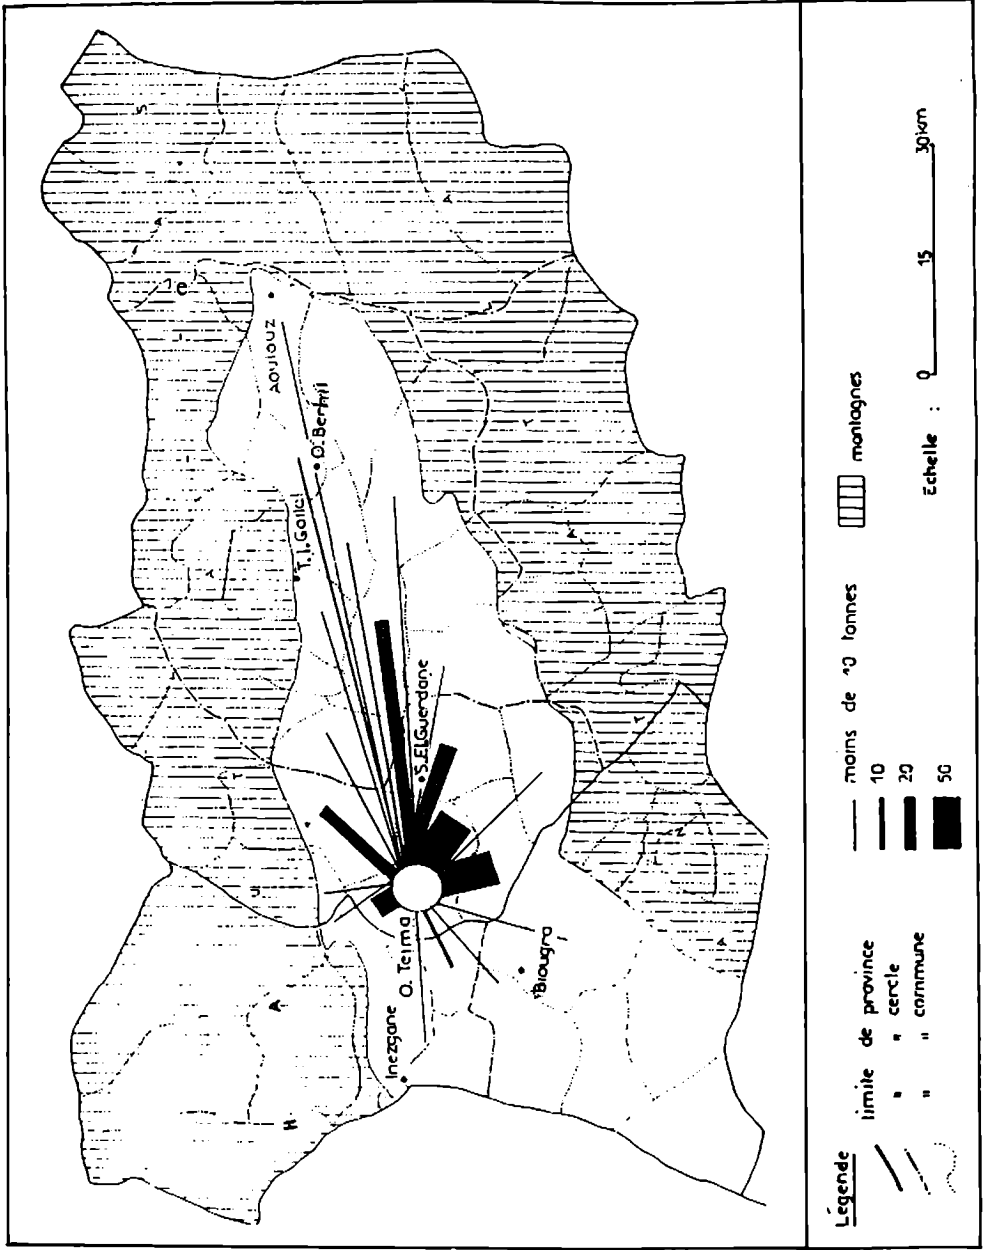 Inezgane
O. Teima
Biougra
S. El Guerdane
T. I. Goilal
O. Berhil
Aoulouz
H A U T
A T L A S
A N T I
A T L A S
Légende
limite de province
" " cercle
" " commune
moins de 10 tonnes
10
20
50
montagnes
Echelle :
0 15 30km